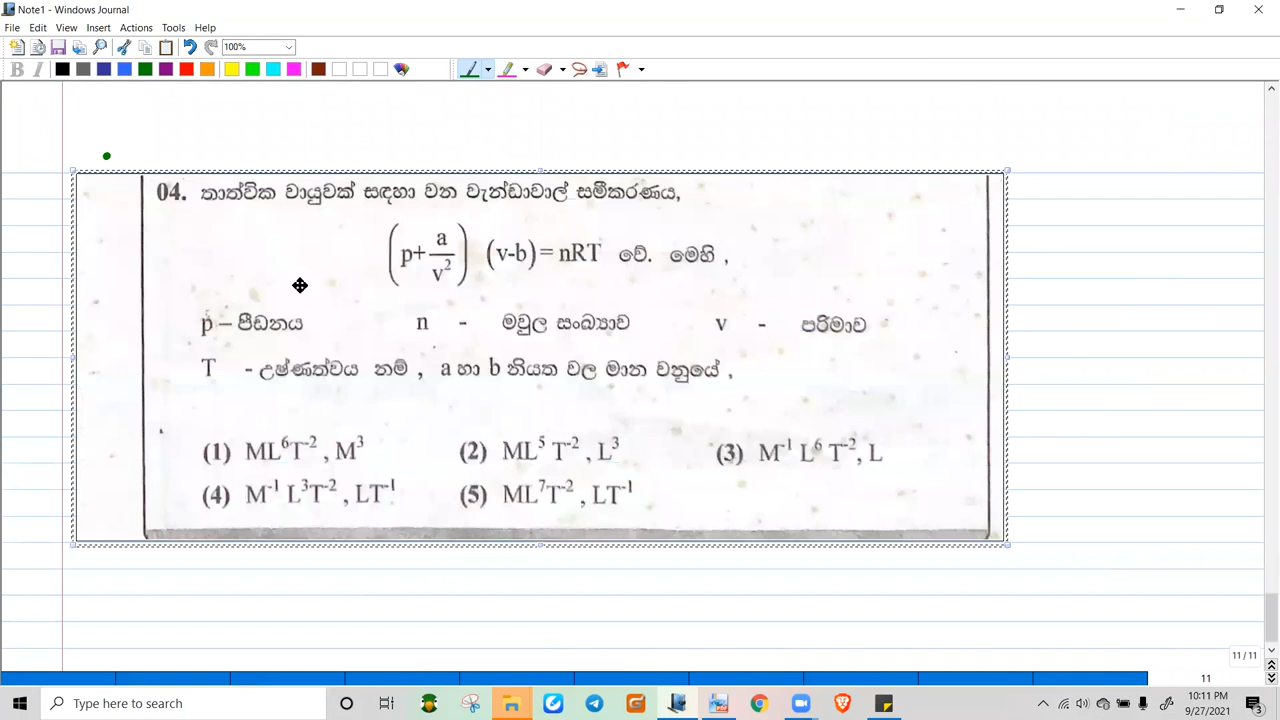 Note1 - Windows Journal
File Edit View Insert Actions Tools Help
100%
B I
04. තාත්වික වායුවක් සඳහා වන වැන්ඩාවාල් සමීකරණය,
(p+ a/v²) (v-b) = nRT වේ. මෙහි ,
p – පීඩනය n - මවුල සංඛ්‍යාව v - පරිමාව
T - උෂ්ණත්වය නම් , a හා b නියත වල මාන වනුයේ ,
(1) ML⁶T⁻² , M³ (2) ML⁵ T⁻² , L³ (3) M⁻¹ L⁶ T⁻², L
(4) M⁻¹ L³T⁻² , LT⁻¹ (5) ML⁷T⁻² , LT⁻¹
11 / 11
11
Type here to search
10:11 PM
9/27/2021
3